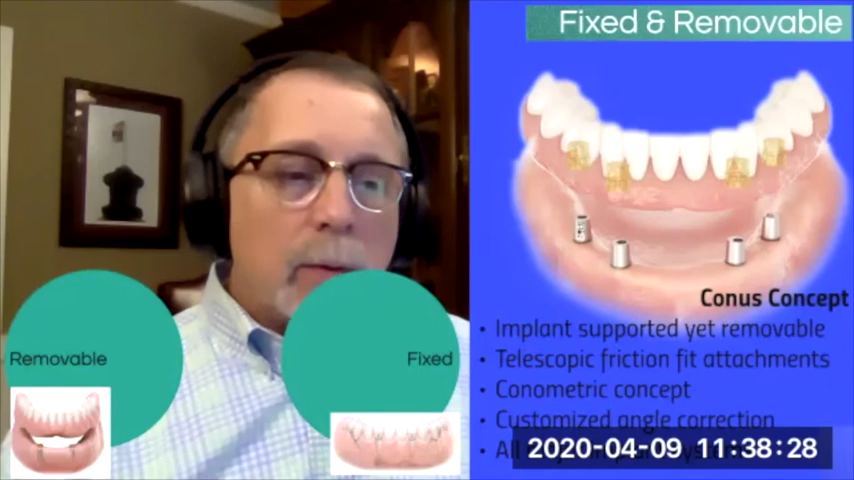 Fixed & Removable
Removable
Fixed
Conus Concept
• Implant supported yet removable
• Telescopic friction fit attachments
• Conometric concept
• Customized angle correction
• All
2020-04-09 11:38:28